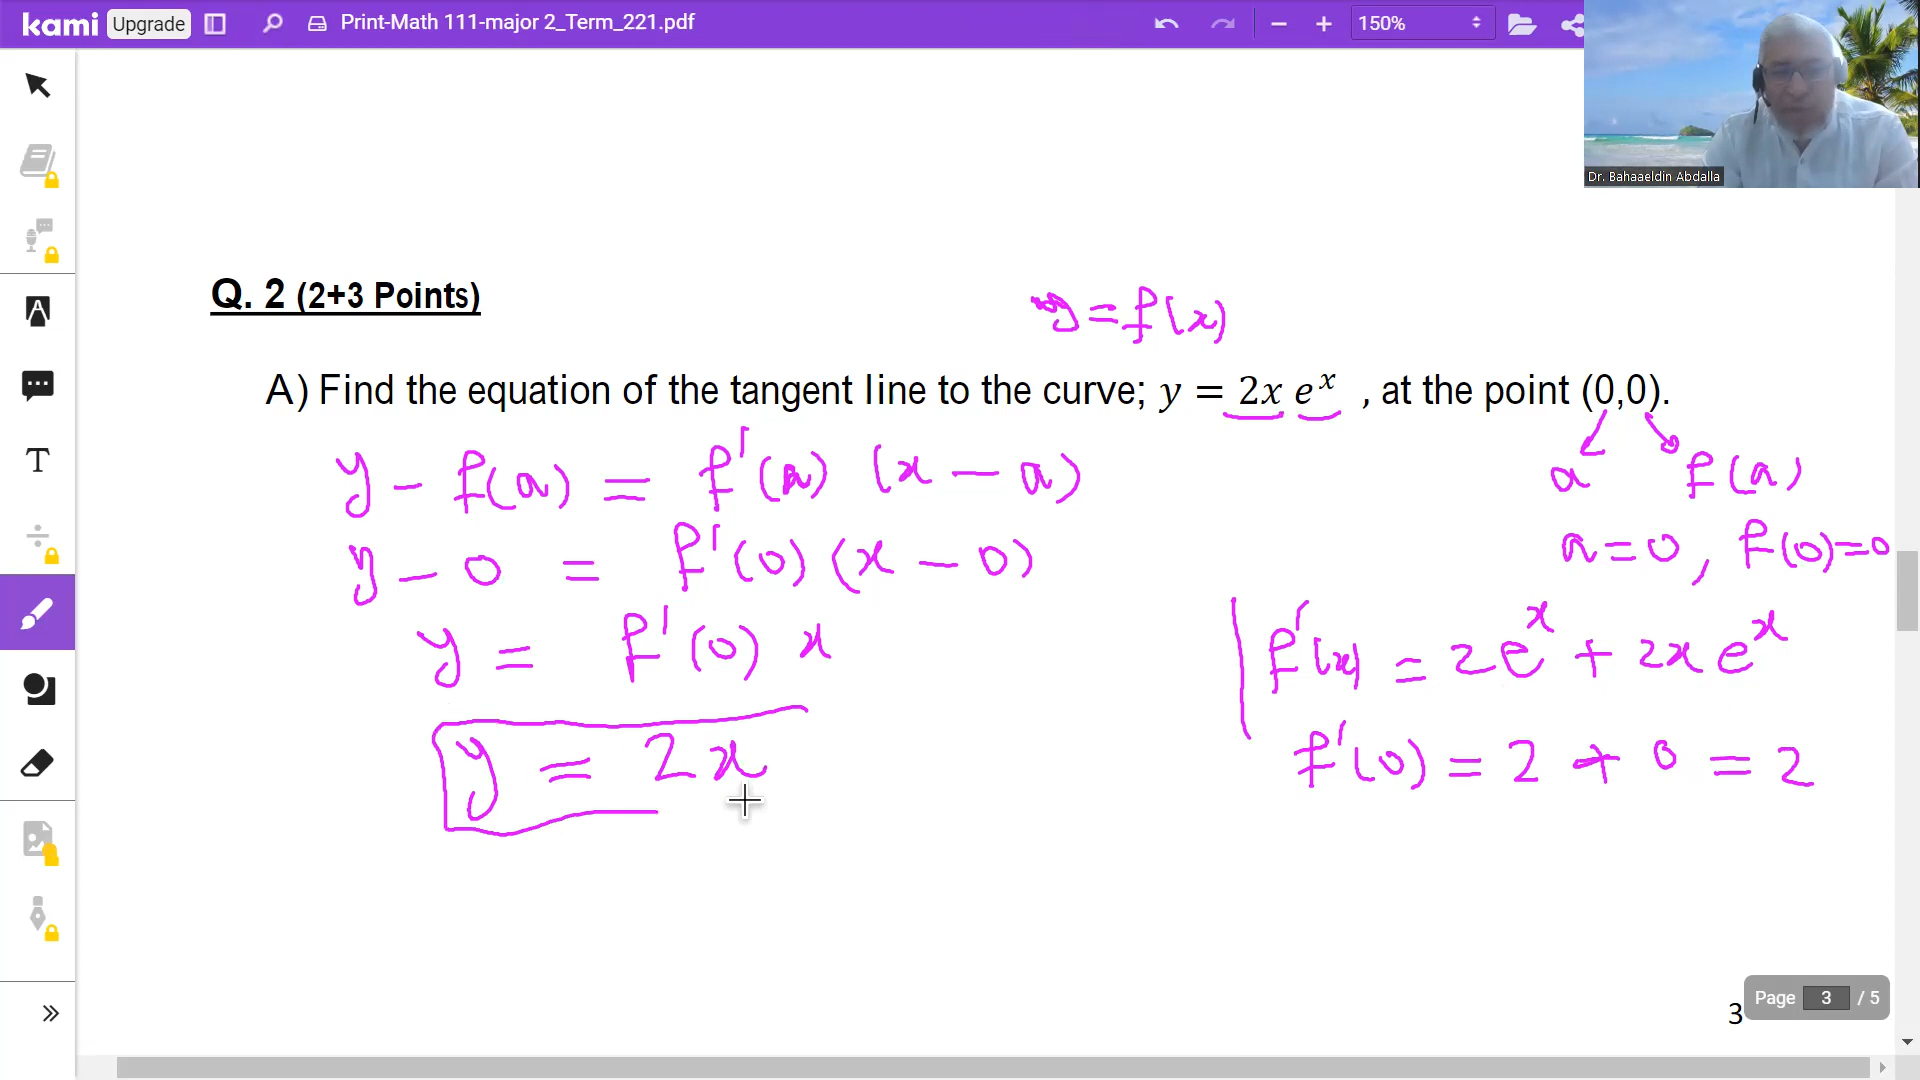 kami Upgrade Print-Math 111-major 2_Term_221.pdf 150%
Dr. Bahaaeldin Abdalla
Q. 2 (2+3 Points)
y = f(x)
A) Find the equation of the tangent line to the curve; y = 2x e^x , at the point (0,0).
y - f(a) = f'(a) (x - a)
a f(a)
y - 0 = f'(0) (x - 0)
a = 0, f(0) = 0
y = f'(0) x
f'(x) = 2e^x + 2x e^x
y = 2x
f'(0) = 2 + 0 = 2
T
Page 3 / 5
3